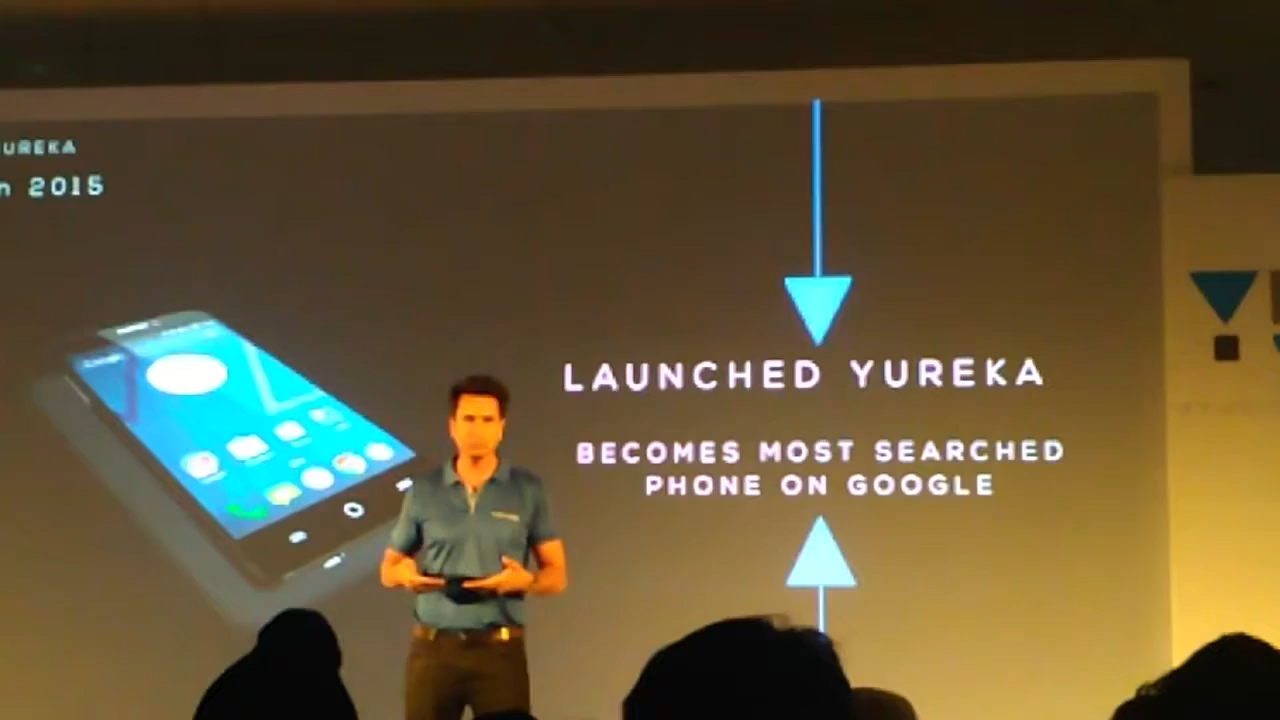 UREKA
n 2015
LAUNCHED YUREKA
BECOMES MOST SEARCHED
PHONE ON GOOGLE